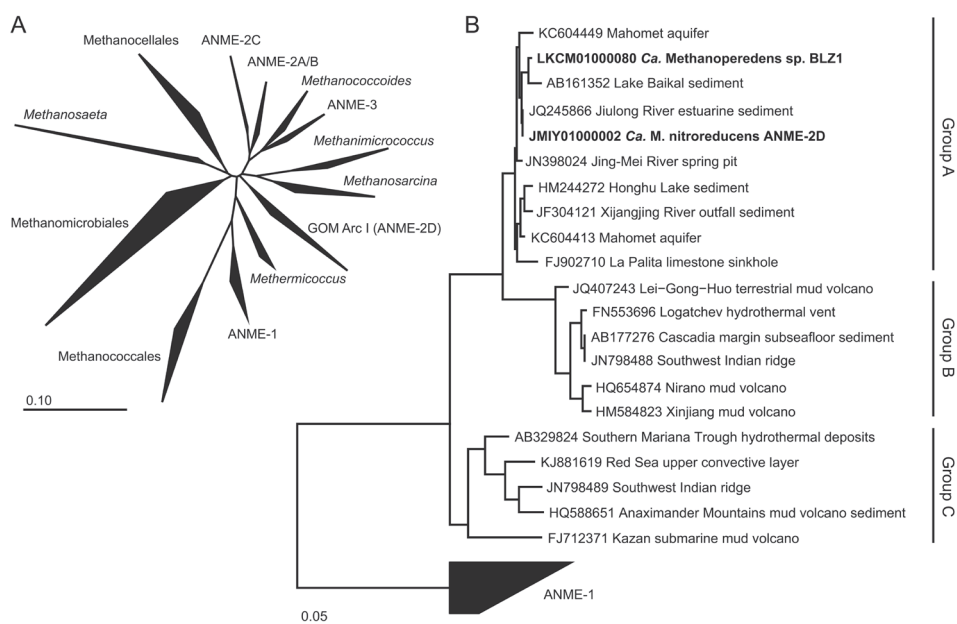 A
Methanocellales
ANME-2C
ANME-2A/B
Methanococcoides
ANME-3
Methanosaeta
Methanimicrococcus
Methanosarcina
Methanomicrobiales
GOM Arc I (ANME-2D)
Methermicoccus
ANME-1
Methanococcales
0.10
B
KC604449 Mahomet aquifer
LKCM01000080 Ca. Methanoperedens sp. BLZ1
AB161352 Lake Baikal sediment
JQ245866 Jiulong River estuarine sediment
JMIY01000002 Ca. M. nitroreducens ANME-2D
JN398024 Jing-Mei River spring pit
HM244272 Honghu Lake sediment
JF304121 Xijangjing River outfall sediment
KC604413 Mahomet aquifer
FJ902710 La Palita limestone sinkhole
Group A
JQ407243 Lei−Gong−Huo terrestrial mud volcano
FN553696 Logatchev hydrothermal vent
AB177276 Cascadia margin subseafloor sediment
JN798488 Southwest Indian ridge
HQ654874 Nirano mud volcano
HM584823 Xinjiang mud volcano
Group B
AB329824 Southern Mariana Trough hydrothermal deposits
KJ881619 Red Sea upper convective layer
JN798489 Southwest Indian ridge
HQ588651 Anaximander Mountains mud volcano sediment
FJ712371 Kazan submarine mud volcano
Group C
ANME-1
0.05